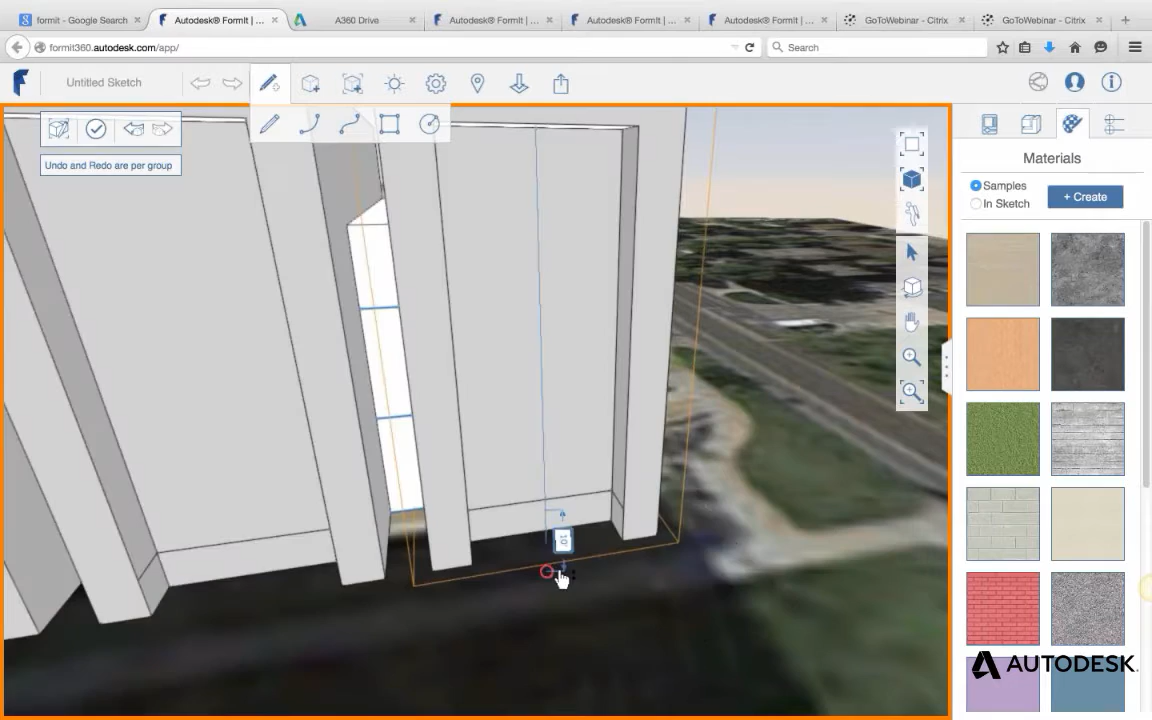 formit - Google Search
Autodesk® FormIt | ...
A360 Drive
Autodesk® FormIt | ...
Autodesk® FormIt | ...
Autodesk® FormIt | ...
GoToWebinar - Citrix
GoToWebinar - Citrix
formit360.autodesk.com/app/
Search
Untitled Sketch
Undo and Redo are per group
Materials
Samples
In Sketch
+ Create
AUTODESK.